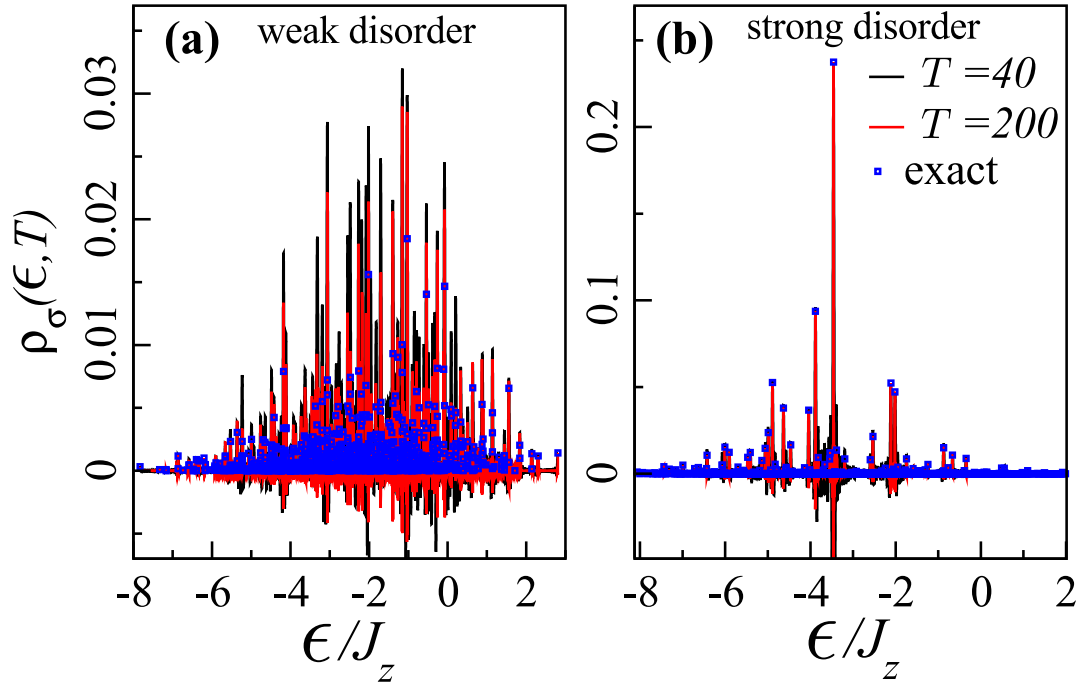 (a) weak disorder
0.03
0.02
0.01
0
ρσ(ϵ,T)
-8 -6 -4 -2 0 2
ϵ/Jz
(b) strong disorder
T =40
T =200
exact
0.2
0.1
0
-8 -6 -4 -2 0 2
ϵ/Jz